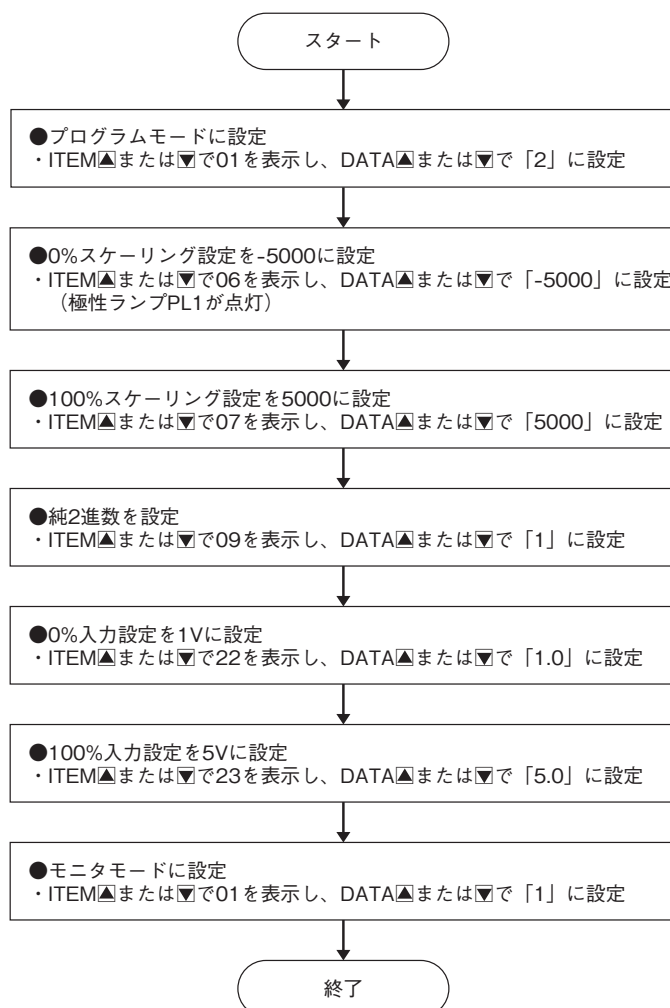 スタート
●プログラムモードに設定
・ITEM▲または▼で01を表示し、DATA▲または▼で「2」に設定
●0%スケーリング設定を-5000に設定
・ITEM▲または▼で06を表示し、DATA▲または▼で「-5000」に設定
（極性ランプPL1が点灯）
●100%スケーリング設定を5000に設定
・ITEM▲または▼で07を表示し、DATA▲または▼で「5000」に設定
●純2進数を設定
・ITEM▲または▼で09を表示し、DATA▲または▼で「1」に設定
●0%入力設定を1Vに設定
・ITEM▲または▼で22を表示し、DATA▲または▼で「1.0」に設定
●100%入力設定を5Vに設定
・ITEM▲または▼で23を表示し、DATA▲または▼で「5.0」に設定
●モニタモードに設定
・ITEM▲または▼で01を表示し、DATA▲または▼で「1」に設定
終了